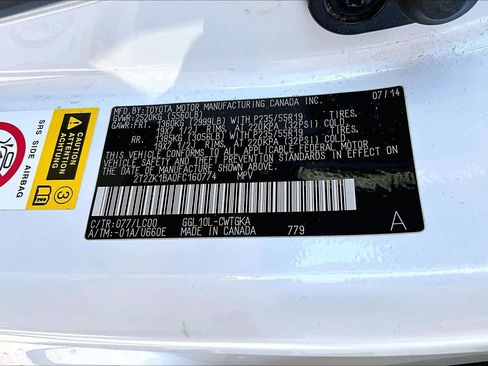 MFD. BY: TOYOTA MOTOR MANUFACTURING CANADA INC. 07/14
GVWR: 2520KG (5560LB)
GAWR: FRT. 1360KG (2999LB) WITH P235/55R19 TIRES,
19X7 1/2J RIMS, AT 220KPA (32PSI) COLD.
RR. 1385KG (3056LB) WITH P235/55R19 TIRES,
19X7 1/2J RIMS, AT 220KPA (32PSI) COLD.
THIS VEHICLE CONFORMS TO ALL APPLICABLE FEDERAL MOTOR
VEHICLE SAFETY AND THEFT PREVENTION STANDARDS IN EFFECT ON
THE DATE OF MANUFACTURE SHOWN ABOVE.
2T2ZK1BA0FC160774 MPV
C/TR: 077/LC00 GGL10L-CWTGKA A
A/TM: -01A/U660E MADE IN CANADA 779
SRS SIDE AIRBAG
CAUTION
ATTENTION
ACHTUNG
3